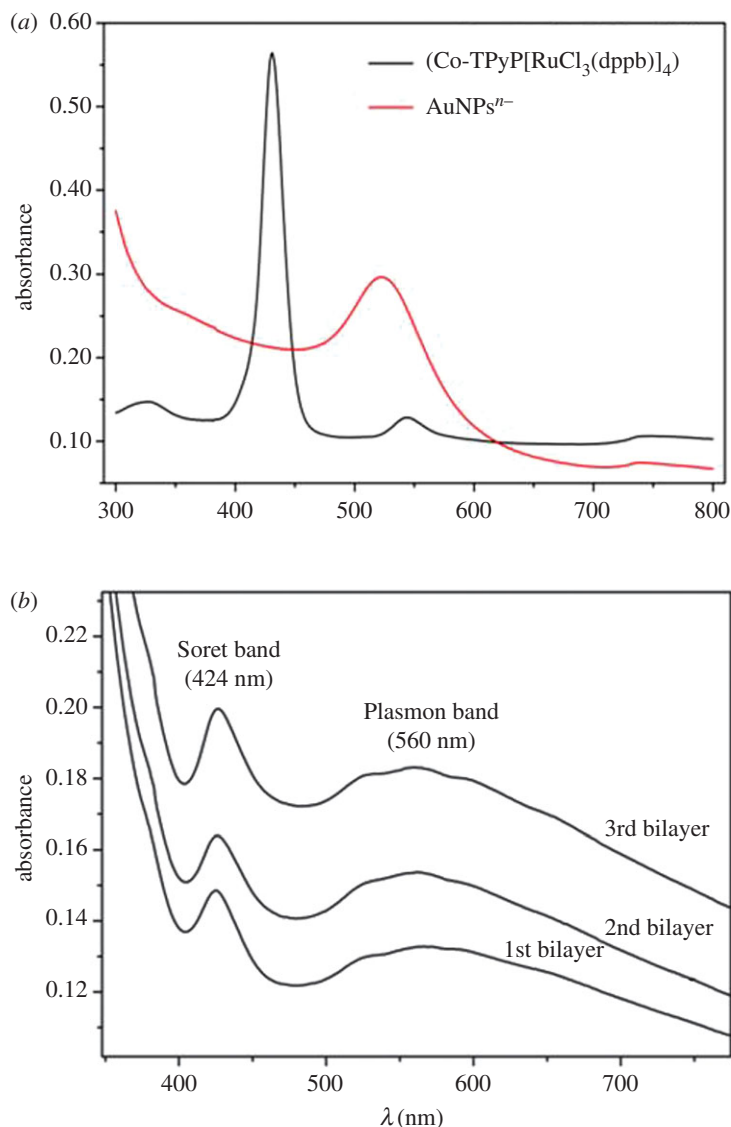 (a)
0.60
0.50
0.40
0.30
0.20
0.10
absorbance
(Co-TPyP[RuCl3(dppb)]4)
AuNPsn–
300 400 500 600 700 800
(b)
0.22
0.20
0.18
0.16
0.14
0.12
absorbance
Soret band
(424 nm)
Plasmon band
(560 nm)
3rd bilayer
2nd bilayer
1st bilayer
400 500 600 700
λ (nm)